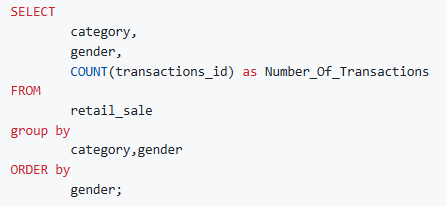 SELECT
category,
gender,
COUNT(transactions_id) as Number_Of_Transactions
FROM
retail_sale
group by
category,gender
ORDER by
gender;